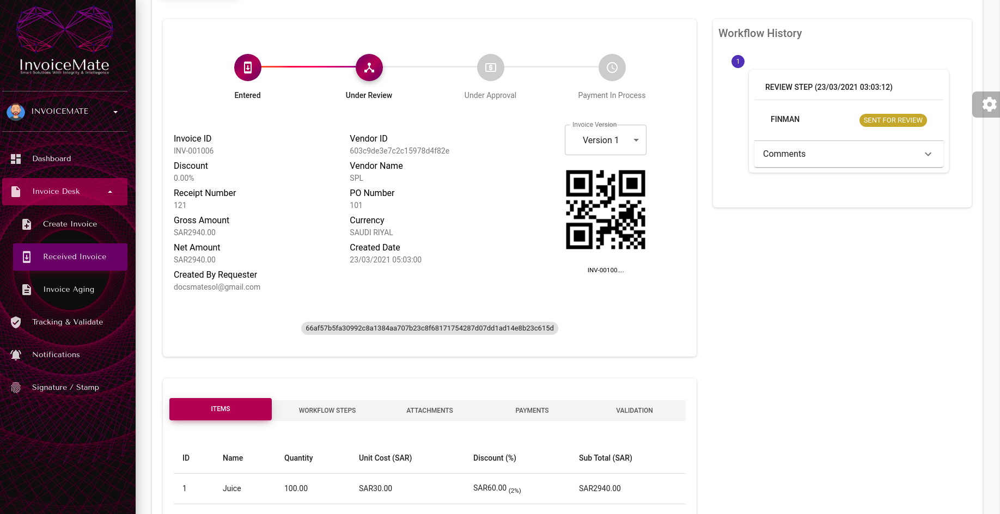 InvoiceMate
Smart Solutions With Integrity & Intellegence
INVOICEMATE
Dashboard
Invoice Desk
Create Invoice
Received Invoice
Invoice Aging
Tracking & Validate
Notifications
Signature / Stamp
Entered
Under Review
Under Approval
Payment In Process
Invoice ID
INV-001006
Discount
0.00%
Receipt Number
121
Gross Amount
SAR2940.00
Net Amount
SAR2940.00
Created By Requester
docsmatesol@gmail.com
Vendor ID
603c9de3e7c2c15978d4f82e
Vendor Name
SPL
PO Number
101
Currency
SAUDI RIYAL
Created Date
23/03/2021 05:03:00
Invoice Version
Version 1
INV-00100....
66af57b5fa30992c8a1384aa707b23c8f68171754287d07dd1ad14e8b23c615d
Workflow History
1
REVIEW STEP (23/03/2021 03:03:12)
FINMAN SENT FOR REVIEW
Comments
ITEMS WORKFLOW STEPS ATTACHMENTS PAYMENTS VALIDATION
ID Name Quantity Unit Cost (SAR) Discount (%) Sub Total (SAR)
1 Juice 100.00 SAR30.00 SAR60.00 (2%) SAR2940.00